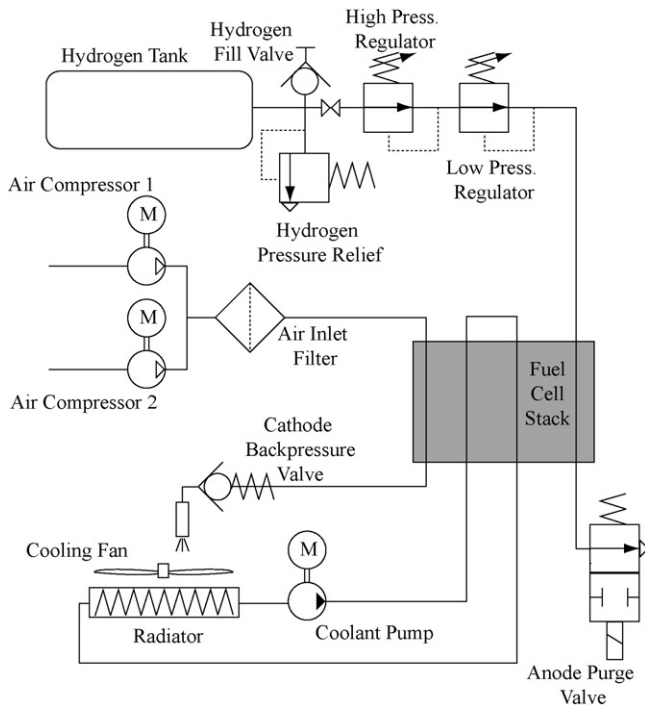 Hydrogen
Fill Valve
High Press.
Regulator
Hydrogen Tank
Low Press.
Regulator
Air Compressor 1
M
Hydrogen
Pressure Relief
M
Air Inlet
Filter
Air Compressor 2
Fuel
Cell
Stack
Cathode
Backpressure
Valve
Cooling Fan
M
Radiator
Coolant Pump
Anode Purge
Valve